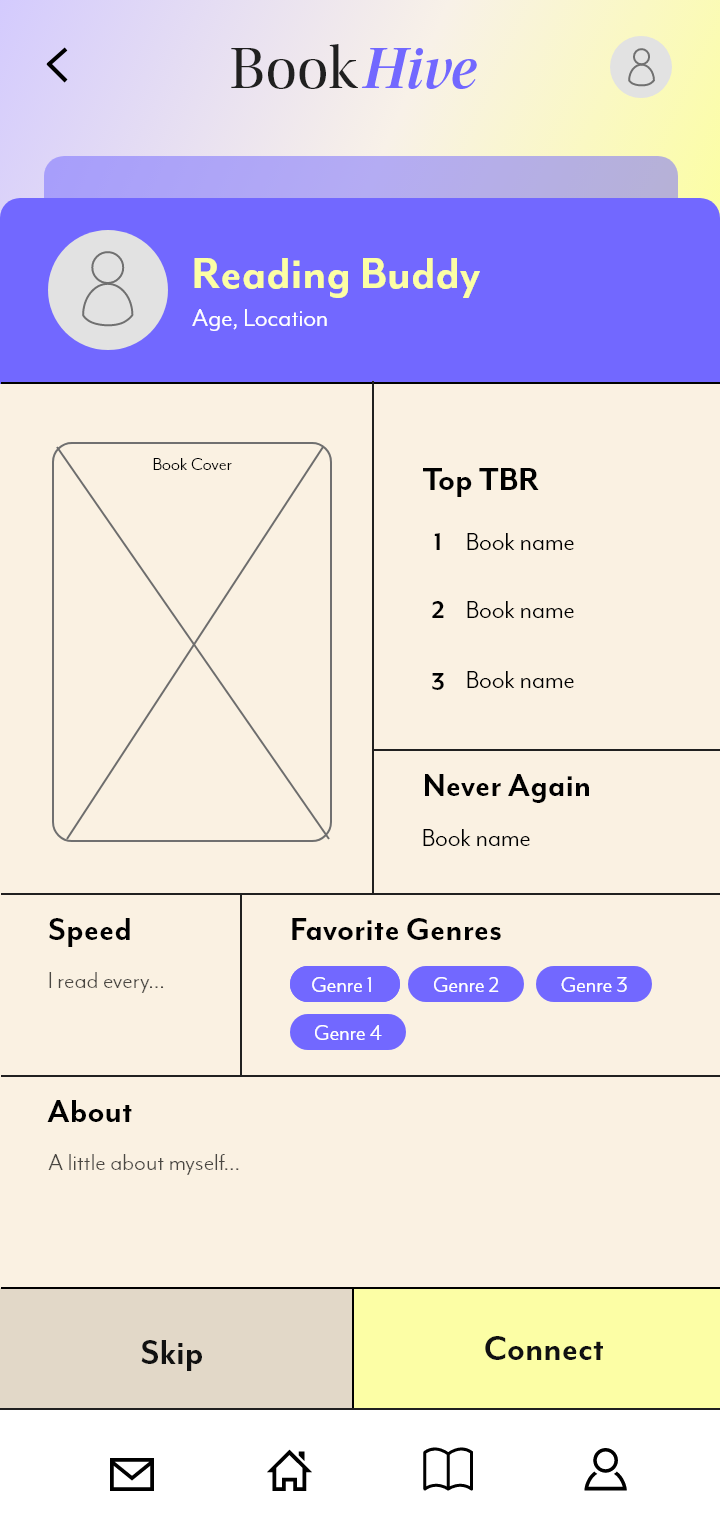 Book Hive
Reading Buddy
Age, Location
Book Cover
Top TBR
1 Book name
2 Book name
3 Book name
Never Again
Book name
Speed
I read every...
Favorite Genres
Genre 1 Genre 2 Genre 3
Genre 4
About
A little about myself...
Skip
Connect